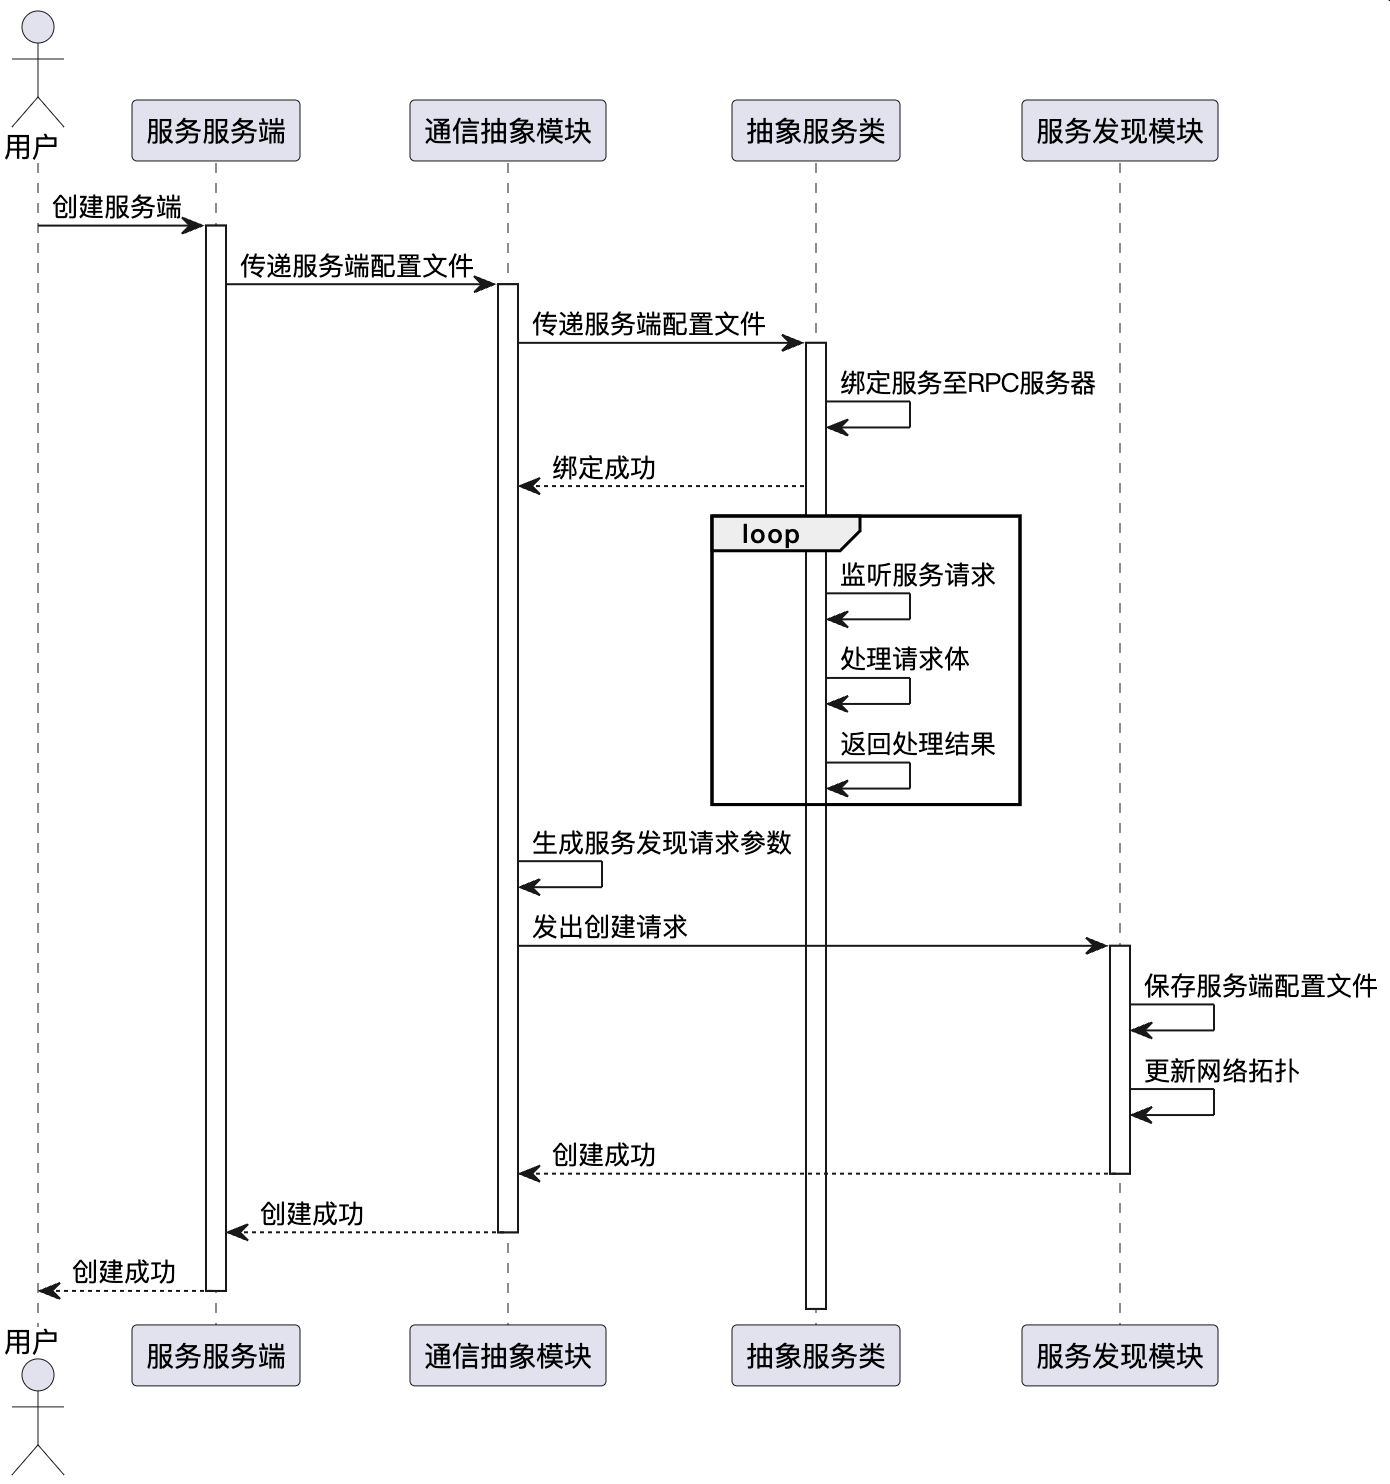 用户
服务服务端
通信抽象模块
抽象服务类
服务发现模块
创建服务端
传递服务端配置文件
传递服务端配置文件
绑定服务至RPC服务器
绑定成功
loop
监听服务请求
处理请求体
返回处理结果
生成服务发现请求参数
发出创建请求
保存服务端配置文件
更新网络拓扑
创建成功
创建成功
创建成功
用户
服务服务端
通信抽象模块
抽象服务类
服务发现模块